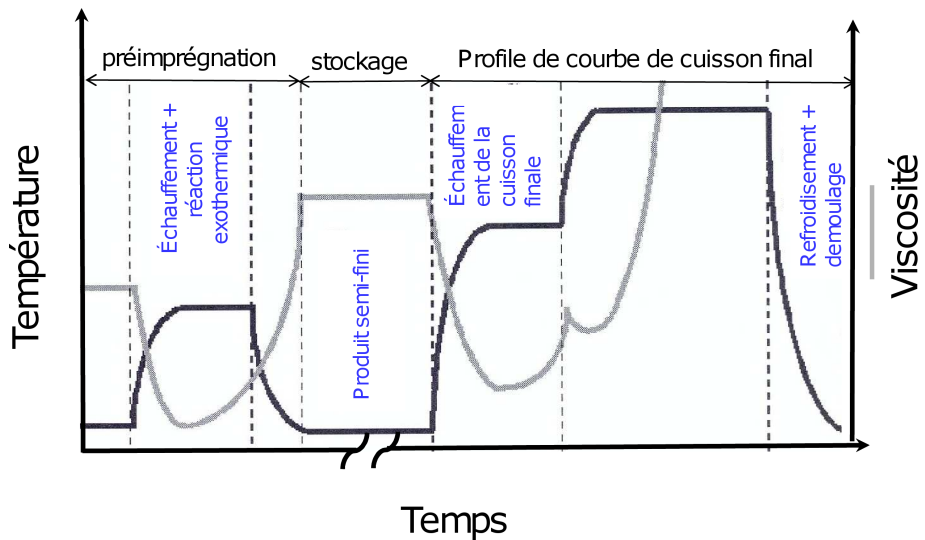 préimprégnation
stockage
Profile de courbe de cuisson final
Température
Échauffement +
réaction
exothermique
Produit semi-fini
Échauffem
ent de la
cuisson
finale
Refroidisement +
demoulage
Viscosité
Temps